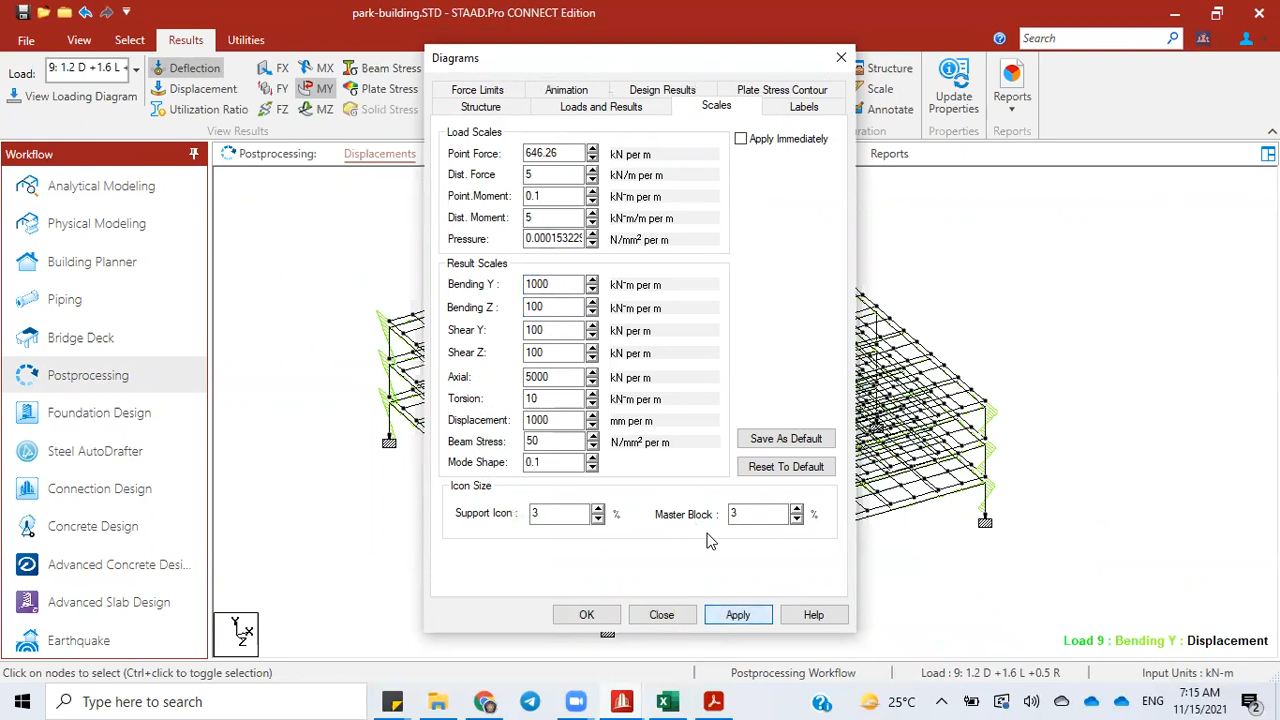 park-building.STD - STAAD.Pro CONNECT Edition
File View Select Results Utilities
Search
Load: 9: 1.2 D +1.6 L
View Loading Diagram
Deflection
Displacement
Utilization Ratio
FX MX
FY MY
FZ MZ
Beam Stress
Plate Stress
Solid Stress
View Results
Structure
Scale
Annotate
Update Properties
Properties
Reports
Reports
Workflow
Postprocessing: Displacements
Reports
Analytical Modeling
Physical Modeling
Building Planner
Piping
Bridge Deck
Postprocessing
Foundation Design
Steel AutoDrafter
Connection Design
Concrete Design
Advanced Concrete Desi...
Advanced Slab Design
Earthquake
Diagrams
Force Limits Animation Design Results Plate Stress Contour
Structure Loads and Results Scales Labels
Load Scales
Apply Immediately
Point Force: 646.26 kN per m
Dist. Force 5 kN/m per m
Point.Moment: 0.1 kN-m per m
Dist. Moment: 5 kN-m/m per m
Pressure: 0.000153229 N/mm² per m
Result Scales
Bending Y : 1000 kN-m per m
Bending Z : 100 kN-m per m
Shear Y: 100 kN per m
Shear Z: 100 kN per m
Axial: 5000 kN per m
Torsion: 10 kN-m per m
Displacement: 1000 mm per m
Beam Stress: 50 N/mm² per m
Mode Shape: 0.1
Save As Default
Reset To Default
Icon Size
Support Icon : 3 % Master Block : 3 %
OK Close Apply Help
Y X Z
Load 9 : Bending Y : Displacement
Click on nodes to select (Ctrl+click to toggle selection)
Postprocessing Workflow
Load : 9: 1.2 D +1.6 L +0.5 R
Input Units : kN-m
Type here to search
25°C
ENG
7:15 AM
11/15/2021
2